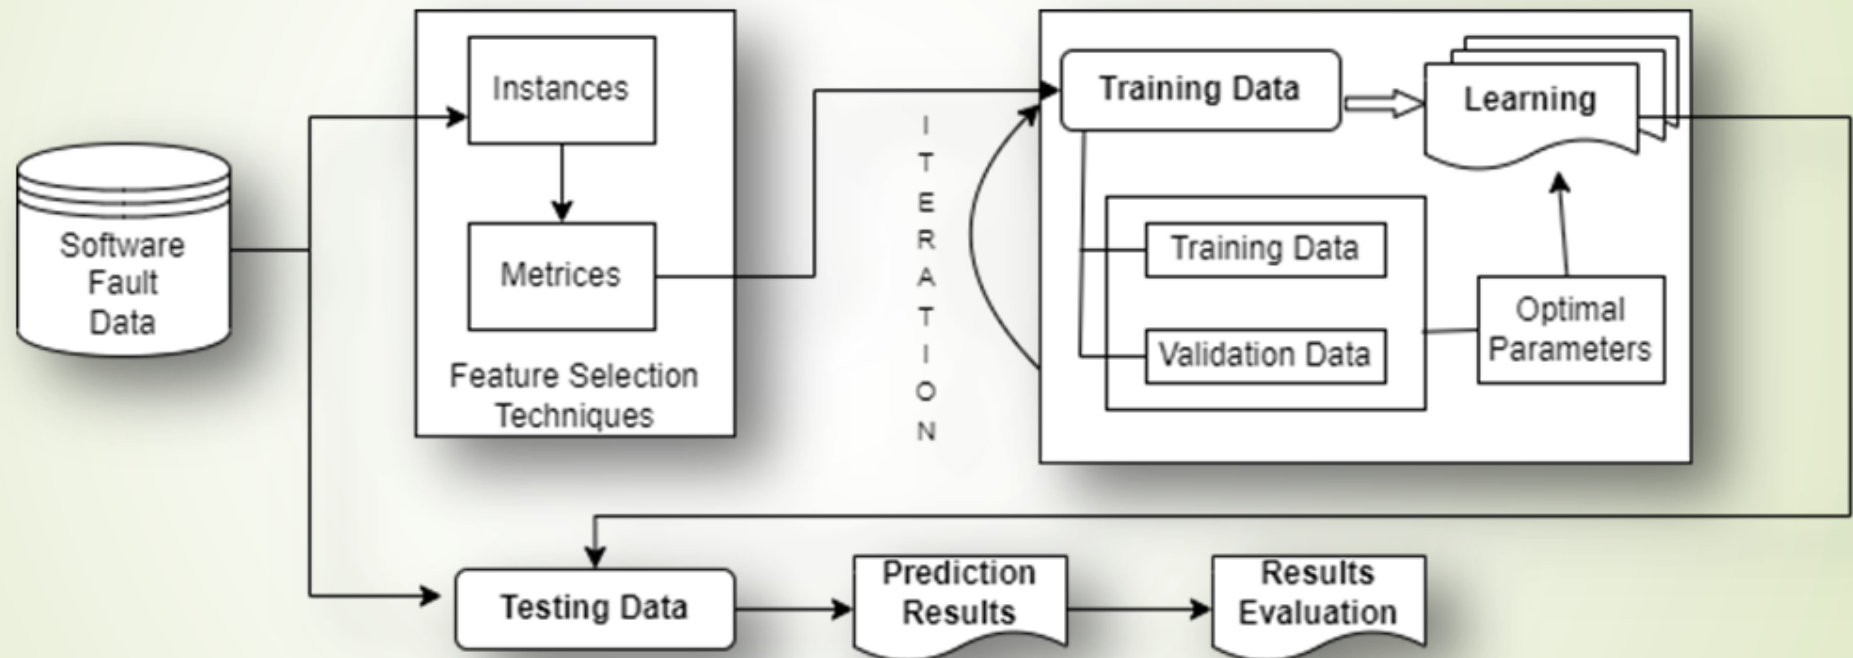 Software
Fault
Data
Instances
Metrices
Feature Selection
Techniques
I
T
E
R
A
T
I
O
N
Training Data
Learning
Training Data
Validation Data
Optimal
Parameters
Testing Data
Prediction
Results
Results
Evaluation